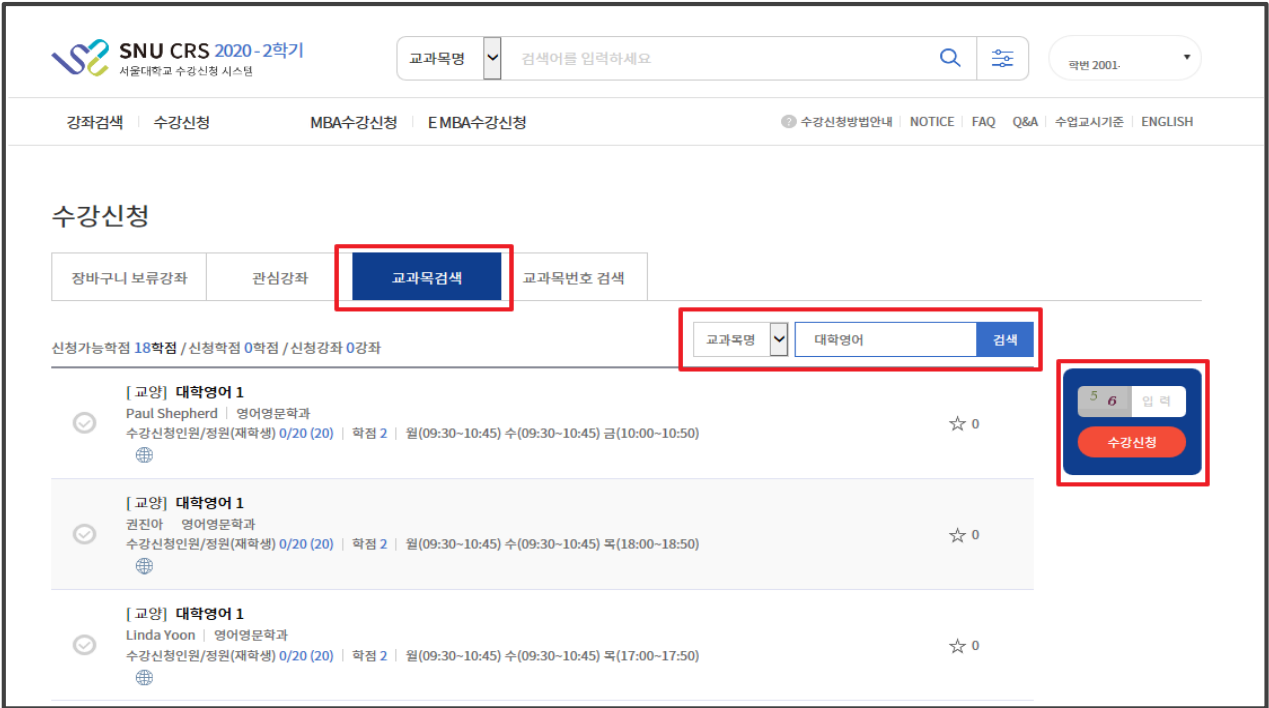 SNU CRS 2020-2학기
서울대학교 수강신청 시스템
교과목명 검색어를 입력하세요
학번 2001-
강좌검색 수강신청 MBA수강신청 E MBA수강신청
? 수강신청방법안내 NOTICE FAQ Q&A 수업교시기준 ENGLISH
수강신청
장바구니 보류강좌 관심강좌 교과목검색 교과목번호 검색
신청가능학점 18학점 / 신청학점 0학점 / 신청강좌 0강좌
교과목명 대학영어 검색
[교양] 대학영어 1
Paul Shepherd | 영어영문학과
수강신청인원/정원(재학생) 0/20 (20) | 학점 2 | 월(09:30~10:45) 수(09:30~10:45) 금(10:00~10:50)
☆ 0
5 6 입력
수강신청
[교양] 대학영어 1
권진아 영어영문학과
수강신청인원/정원(재학생) 0/20 (20) | 학점 2 | 월(09:30~10:45) 수(09:30~10:45) 목(18:00~18:50)
☆ 0
[교양] 대학영어 1
Linda Yoon | 영어영문학과
수강신청인원/정원(재학생) 0/20 (20) | 학점 2 | 월(09:30~10:45) 수(09:30~10:45) 목(17:00~17:50)
☆ 0